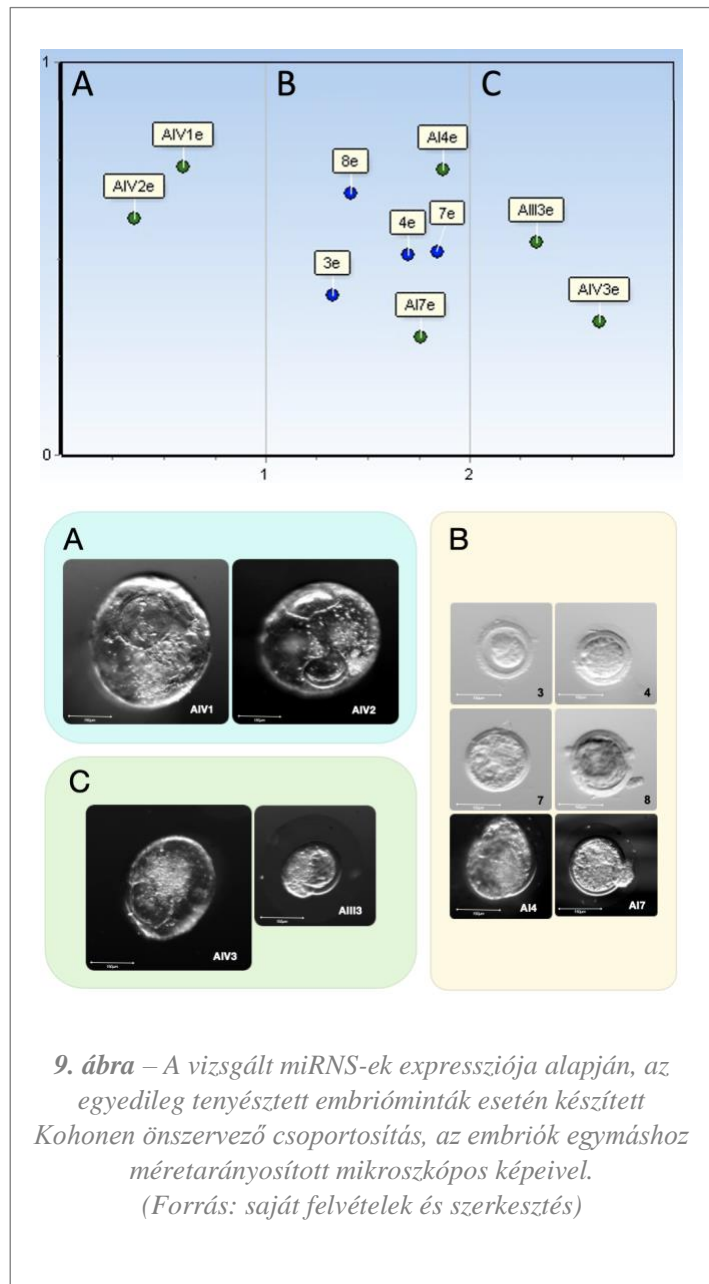 1
A
B
C
AIV1e
AI4e
8e
AIV2e
7e
AIII3e
4e
3e
AIV3e
AI7e
0
1
2
A
AIV1
AIV2
B
3
4
7
8
AI4
AI7
C
AIV3
AIII3
9. ábra – A vizsgált miRNS-ek expressziója alapján, az
egyedileg tenyésztett embrióminták esetén készített
Kohonen önszervező csoportosítás, az embriók egymáshoz
méretarányosított mikroszkópos képeivel.
(Forrás: saját felvételek és szerkesztés)